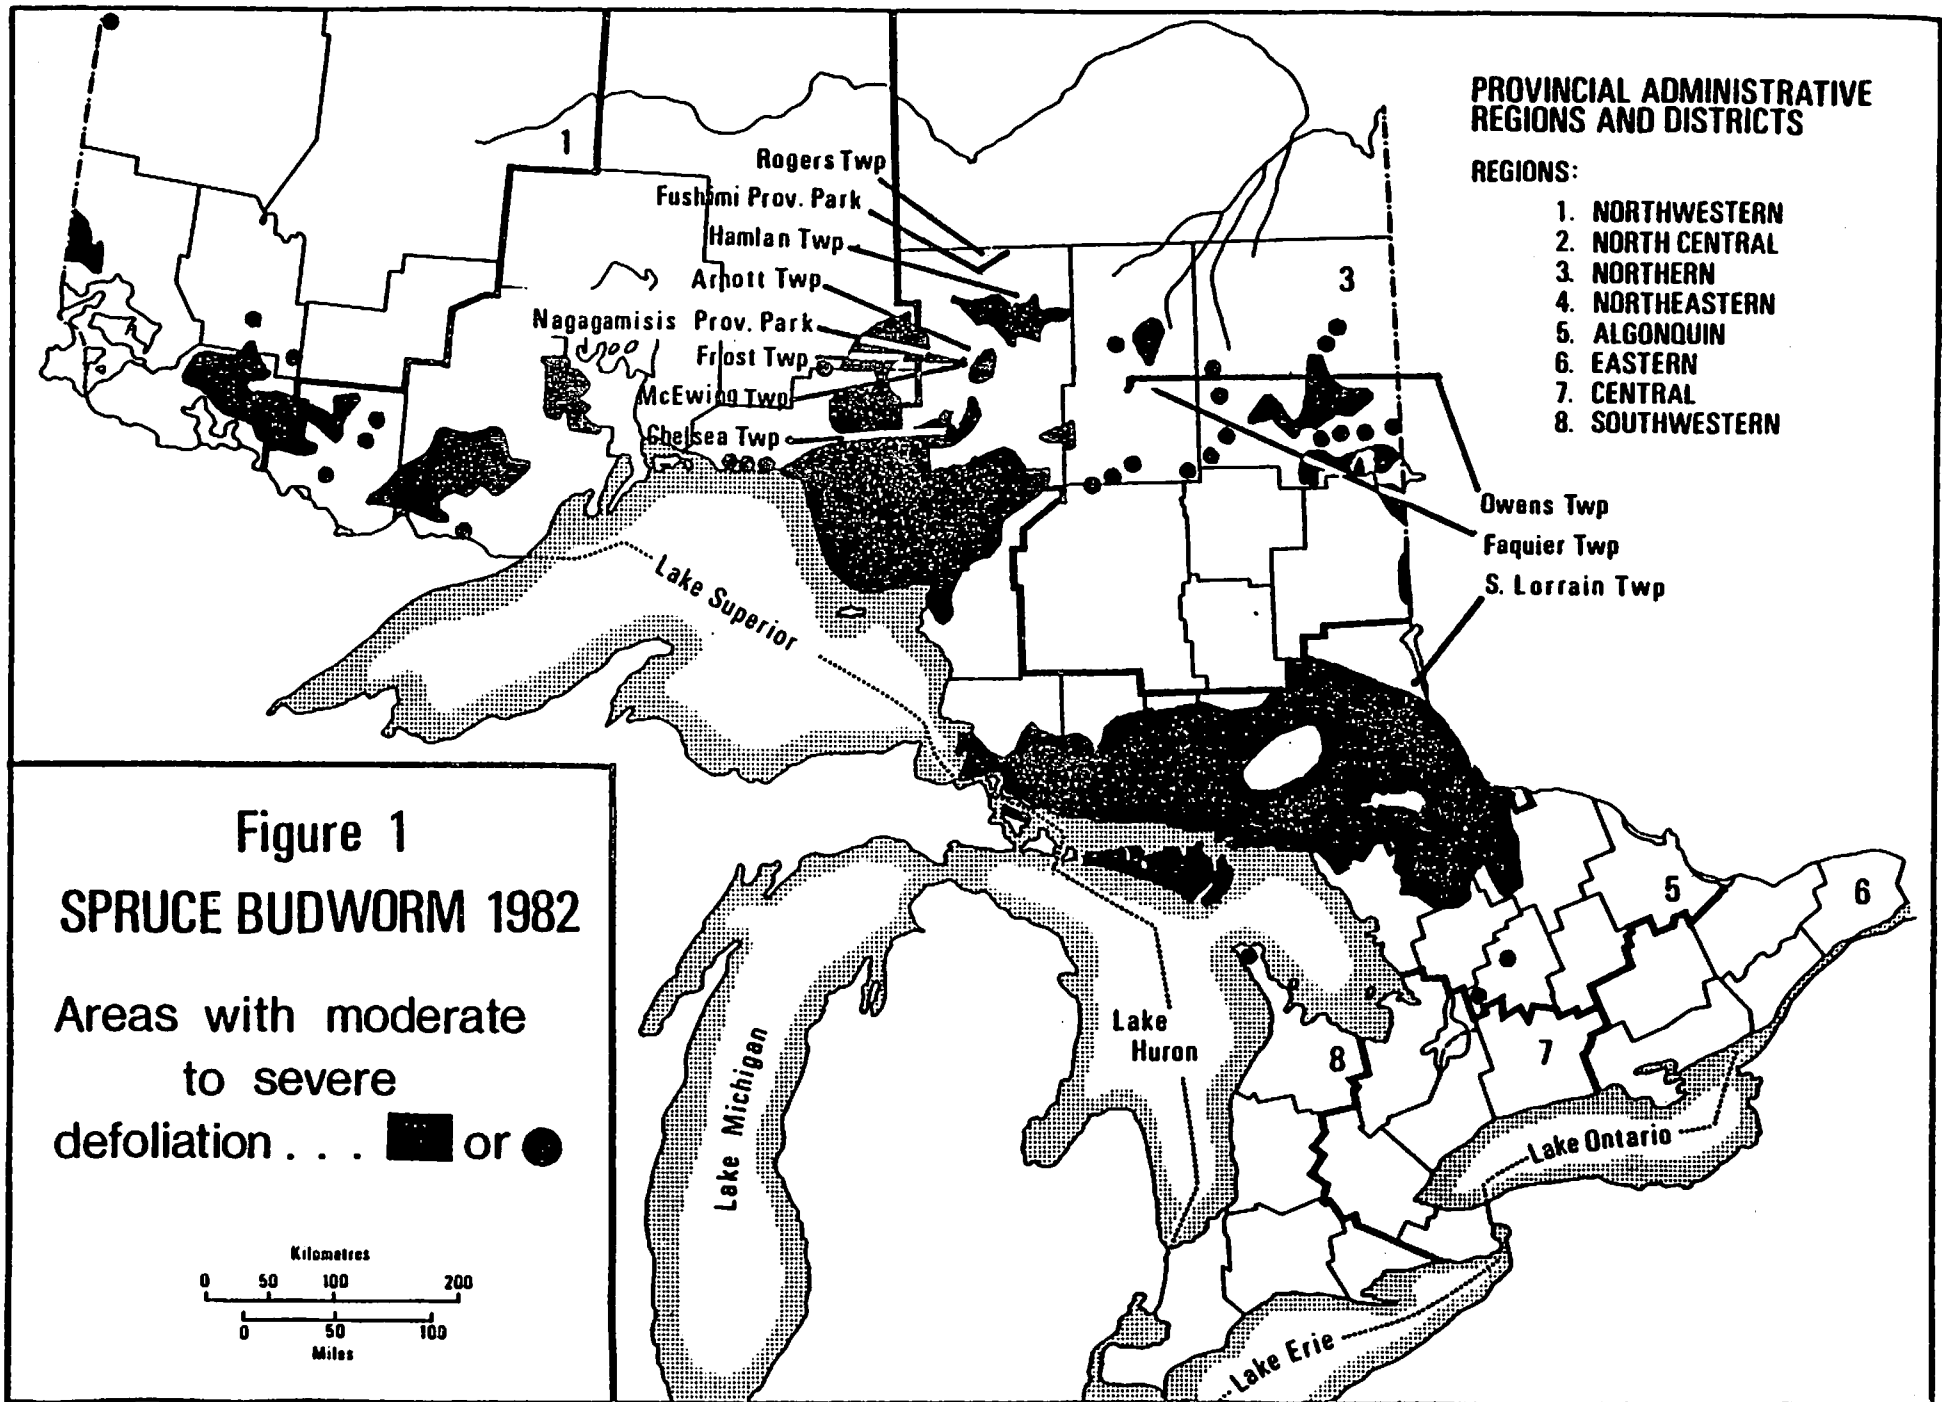 PROVINCIAL ADMINISTRATIVE
REGIONS AND DISTRICTS
REGIONS:
1. NORTHWESTERN
2. NORTH CENTRAL
3. NORTHERN
4. NORTHEASTERN
5. ALGONQUIN
6. EASTERN
7. CENTRAL
8. SOUTHWESTERN
1
3
Rogers Twp
Fushimi Prov. Park
Hamlan Twp
Arnott Twp
Nagagamisis Prov. Park
Frost Twp
McEwing Twp
Chelsea Twp
Owens Twp
Faquier Twp
S. Lorrain Twp
Lake Superior
5
6
7
8
Lake
Huron
Lake Michigan
Lake Ontario
Lake Erie
Figure 1
SPRUCE BUDWORM 1982
Areas with moderate
to severe
defoliation . . . or
Kilometres
0 50 100 200
0 50 100
Miles